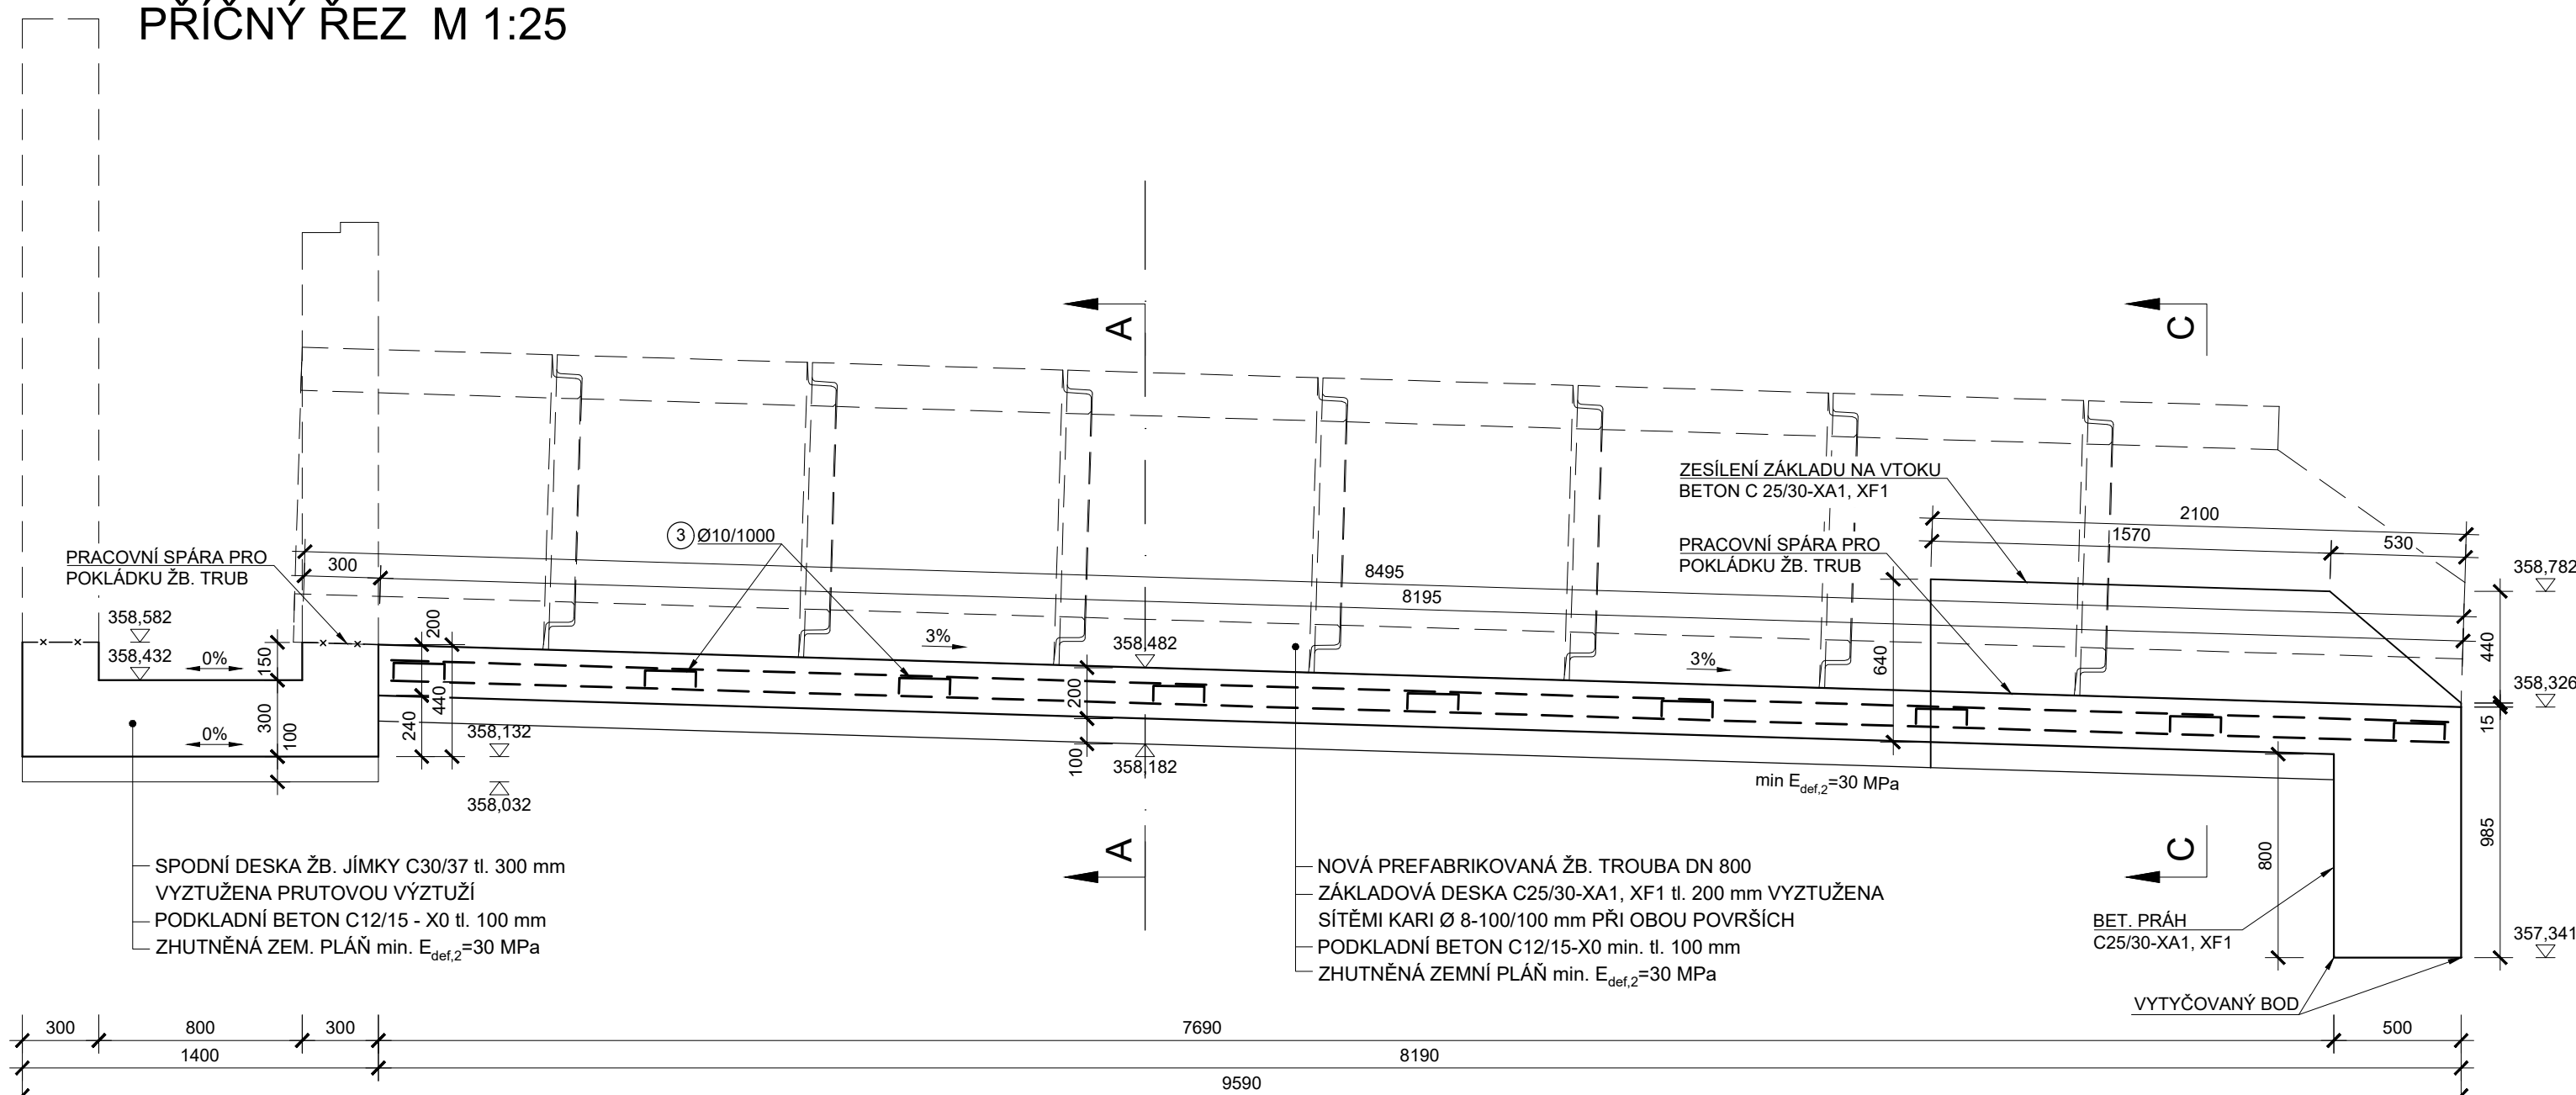 PŘÍČNÝ ŘEZ M 1:25
A
C
ZESÍLENÍ ZÁKLADU NA VTOKU
BETON C 25/30-XA1, XF1
2100
1570
530
3 Ø10/1000
PRACOVNÍ SPÁRA PRO
POKLÁDKU ŽB. TRUB
PRACOVNÍ SPÁRA PRO
POKLÁDKU ŽB. TRUB
300
8495
8195
358,782
358,582
358,432
0%
150
200
3%
358,482
3%
640
440
358,326
300
100
0%
240
440
358,132
358,032
200
100
358,182
15
min Edef,2=30 MPa
985
800
A
C
SPODNÍ DESKA ŽB. JÍMKY C30/37 tl. 300 mm
VYZTUŽENA PRUTOVOU VÝZTUŽÍ
PODKLADNÍ BETON C12/15 - X0 tl. 100 mm
ZHUTNĚNÁ ZEM. PLÁŇ min. Edef,2=30 MPa
NOVÁ PREFABRIKOVANÁ ŽB. TROUBA DN 800
ZÁKLADOVÁ DESKA C25/30-XA1, XF1 tl. 200 mm VYZTUŽENA
SÍTĚMI KARI Ø 8-100/100 mm PŘI OBOU POVRŠÍCH
PODKLADNÍ BETON C12/15-X0 min. tl. 100 mm
ZHUTNĚNÁ ZEMNÍ PLÁŇ min. Edef,2=30 MPa
BET. PRÁH
C25/30-XA1, XF1
357,341
VYTYČOVANÝ BOD
300
800
300
7690
500
1400
8190
9590